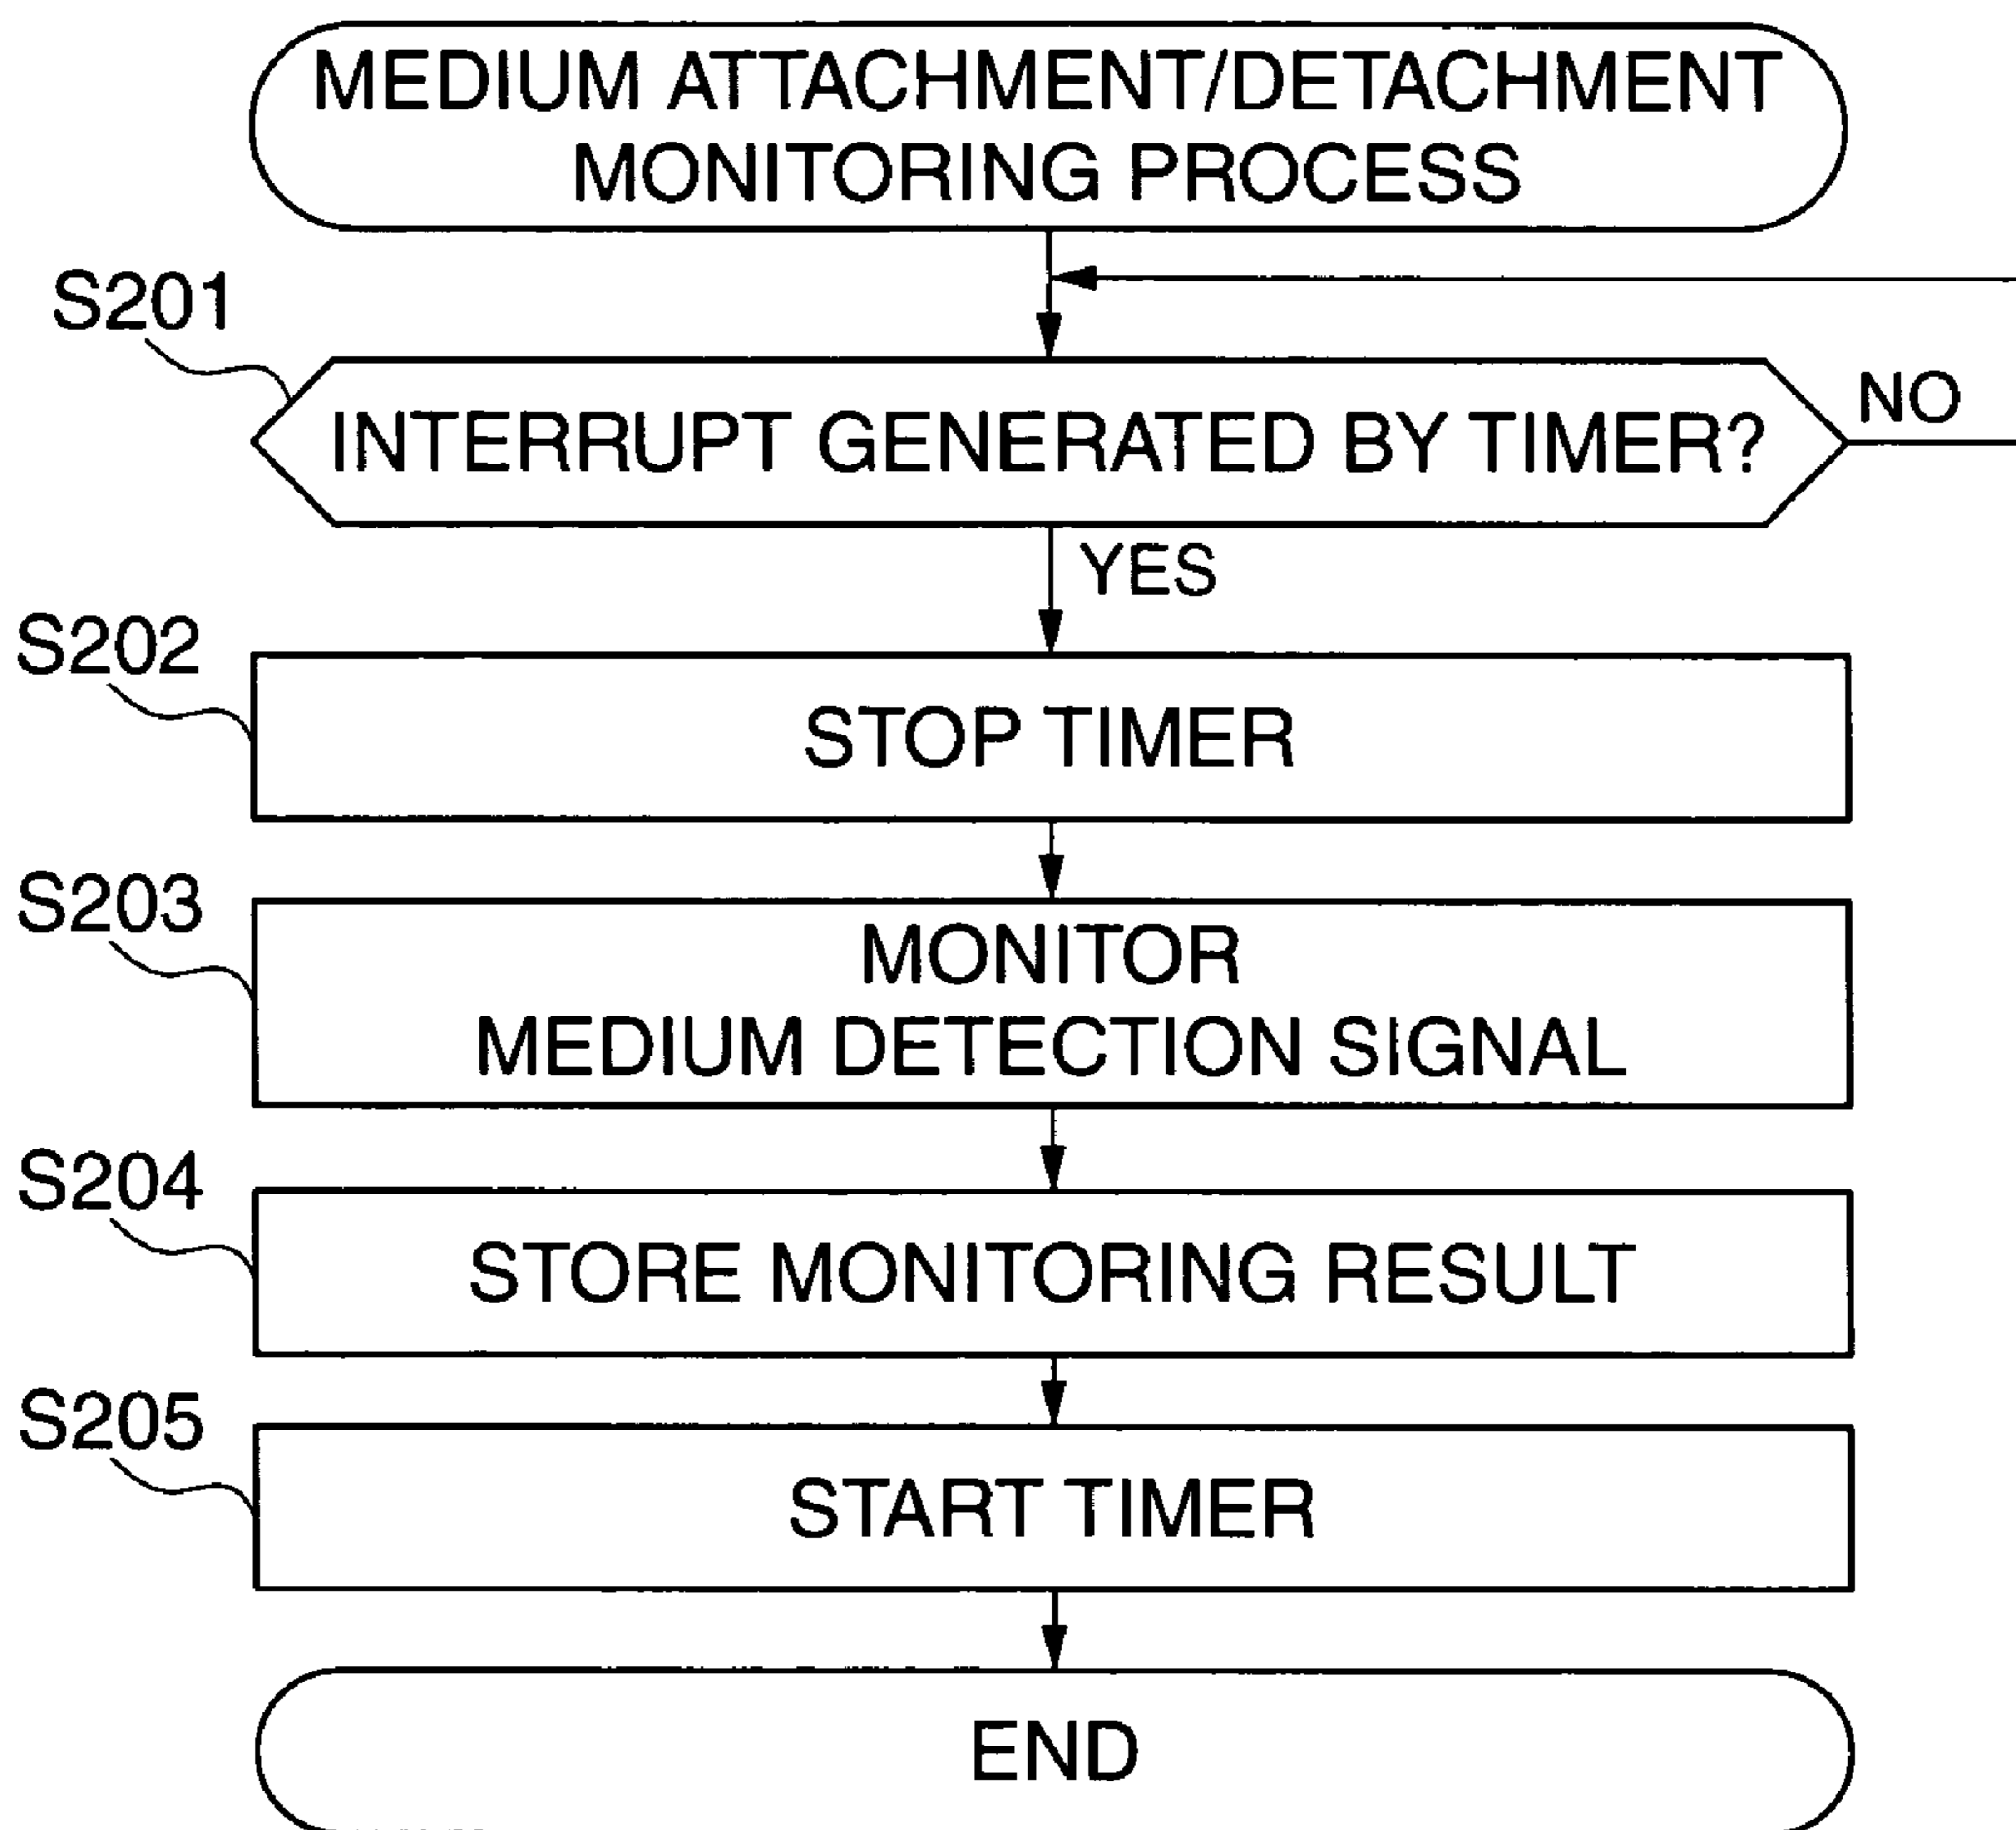 MEDIUM ATTACHMENT/DETACHMENT
MONITORING PROCESS
S201
INTERRUPT GENERATED BY TIMER?
NO
YES
S202
STOP TIMER
S203
MONITOR
MEDIUM DETECTION SIGNAL
S204
STORE MONITORING RESULT
S205
START TIMER
END